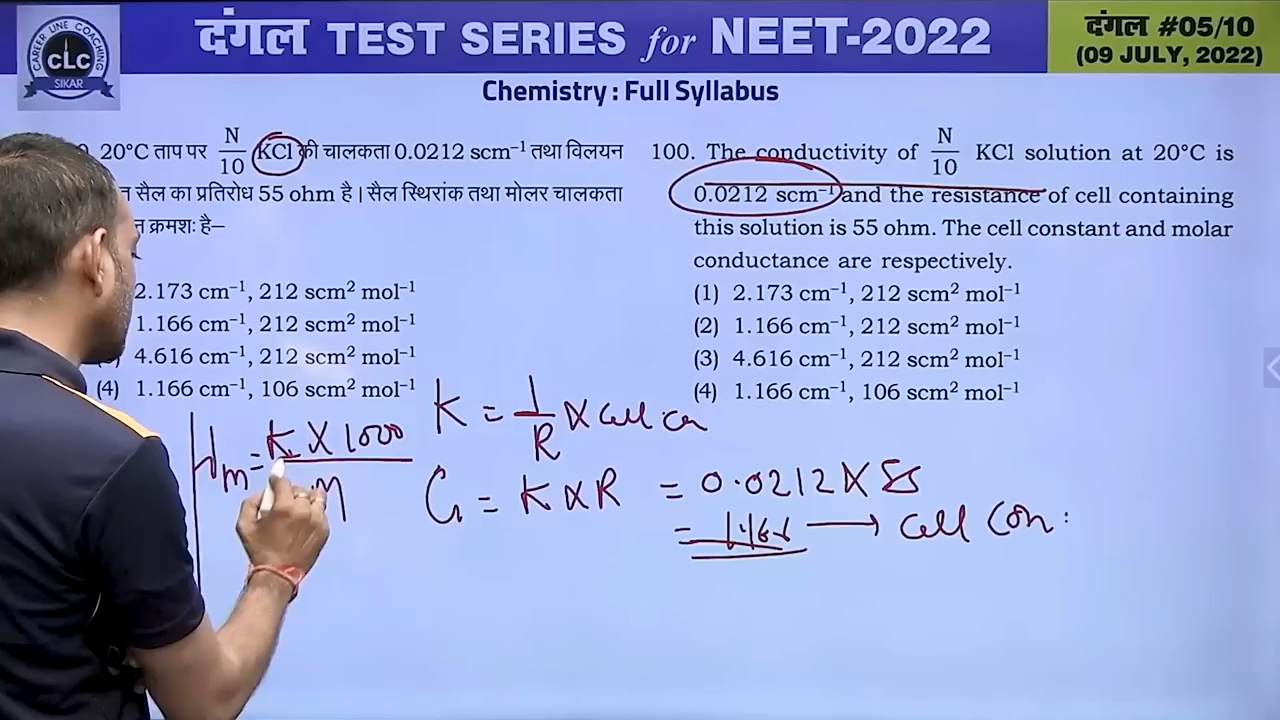 CAREER LINE COACHING
CLC
SIKAR
दंगल TEST SERIES for NEET-2022
दंगल #05/10
(09 JULY, 2022)
Chemistry : Full Syllabus
20°C ताप पर N/10 KCl की चालकता 0.0212 scm⁻¹ तथा विलयन
सैल का प्रतिरोध 55 ohm है। सैल स्थिरांक तथा मोलर चालकता
क्रमशः है–
2.173 cm⁻¹, 212 scm² mol⁻¹
1.166 cm⁻¹, 212 scm² mol⁻¹
4.616 cm⁻¹, 212 scm² mol⁻¹
(4) 1.166 cm⁻¹, 106 scm² mol⁻¹
100. The conductivity of N/10 KCl solution at 20°C is
0.0212 scm⁻¹ and the resistance of cell containing
this solution is 55 ohm. The cell constant and molar
conductance are respectively.
(1) 2.173 cm⁻¹, 212 scm² mol⁻¹
(2) 1.166 cm⁻¹, 212 scm² mol⁻¹
(3) 4.616 cm⁻¹, 212 scm² mol⁻¹
(4) 1.166 cm⁻¹, 106 scm² mol⁻¹
K = 1/R × cell
m = K × 1000 / M
G = K × R = 0.0212 × 55
= 1.166 → cell con